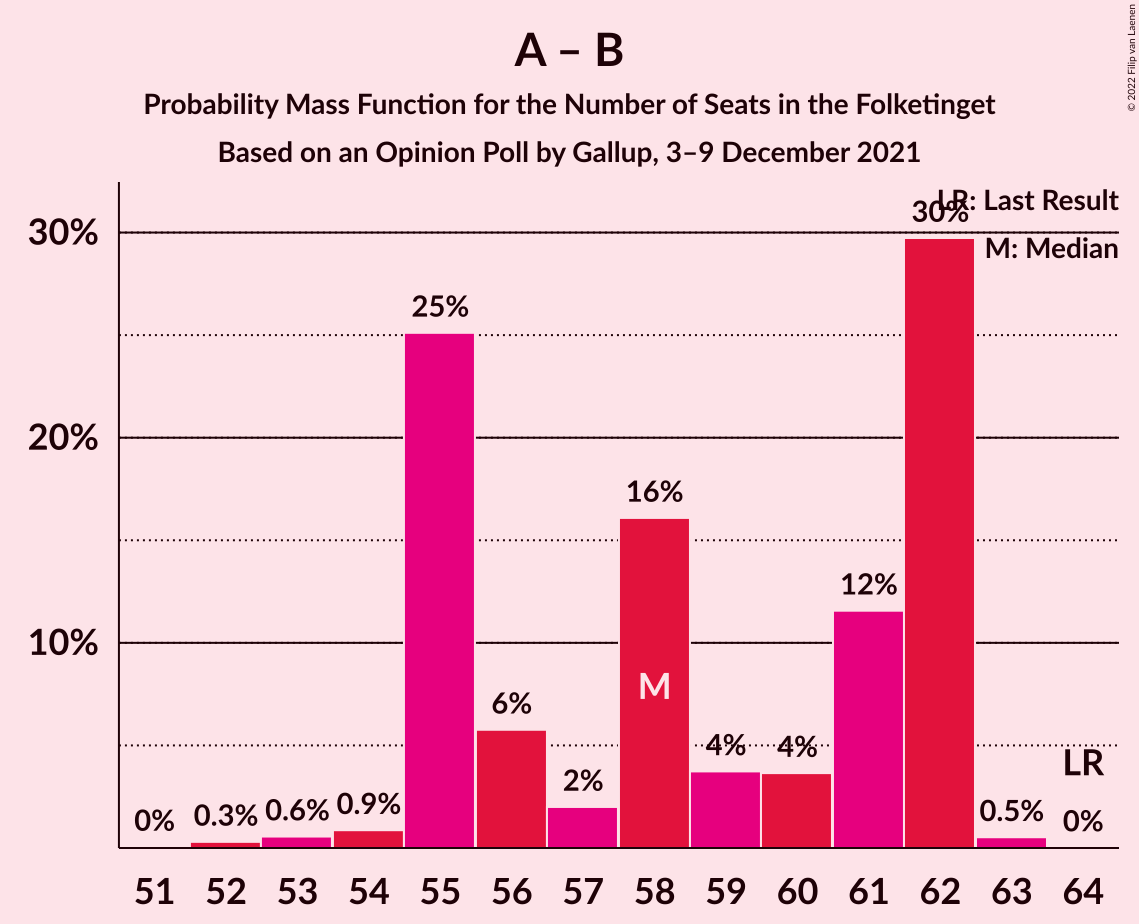 A – B
Probability Mass Function for the Number of Seats in the Folketinget
Based on an Opinion Poll by Gallup, 3–9 December 2021
© 2022 Filip van Laenen
LR: Last Result
M: Median
30%
20%
10%
0%
0.3%
0.6%
0.9%
25%
6%
2%
16%
4%
4%
12%
30%
0.5%
0%
M
LR
51 52 53 54 55 56 57 58 59 60 61 62 63 64